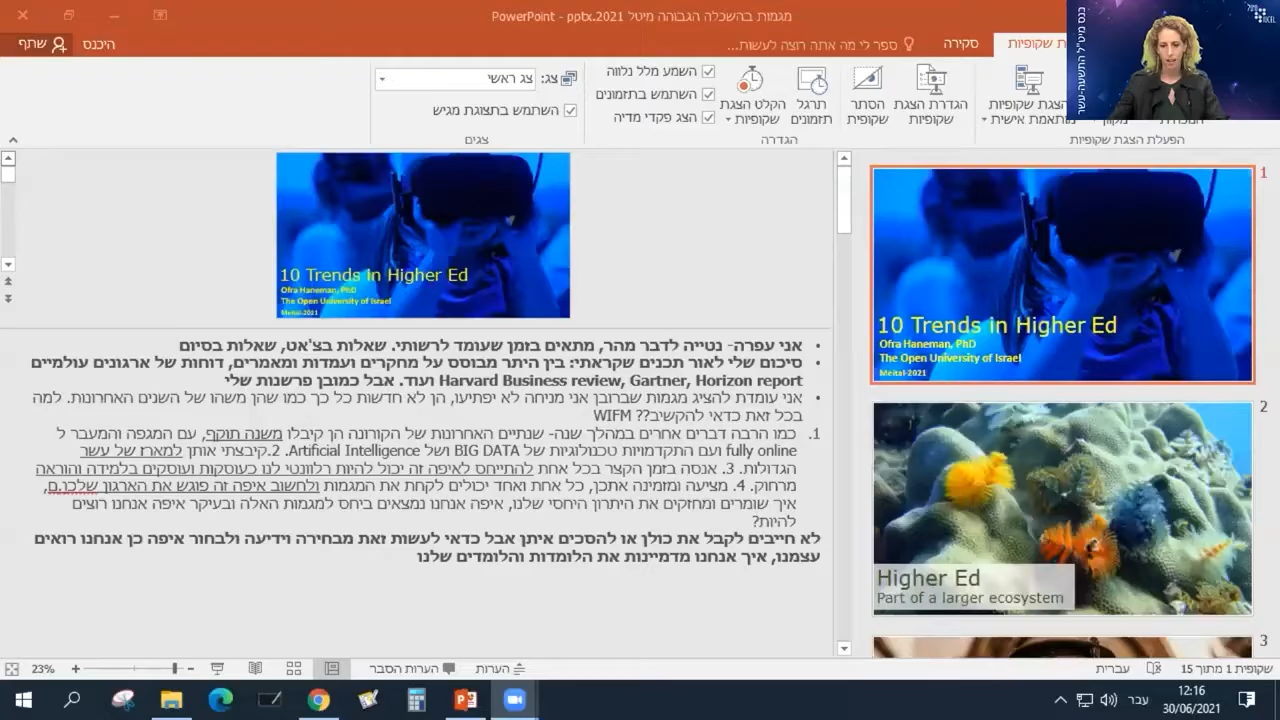 מגמות בהשכלה הגבוהה מיטל 2021.pptx - PowerPoint
סקירה
ספר לי מה אתה רוצה לעשות...
היכנס
שתף
הגדרת הצגת שקופיות
הסתר שקופית
תרגל תזמונים
הקלט הצגת שקופיות
השמע מלל נלווה
השתמש בתזמונים
הצג פקדי מדיה
צג:
צג ראשי
השתמש בתצוגת מגיש
הפעלת הצגת שקופיות
הגדרה
צגים
כנס מיט"ל התשעה-עשר
1
10 Trends in Higher Ed
Ofra Haneman, PhD
The Open University of Israel
Meital-2021
2
Higher Ed
Part of a larger ecosystem
3
10 Trends in Higher Ed
Ofra Haneman, PhD
The Open University of Israel
Meital-2021
• אני עפרה- נטייה לדבר מהר, מתאים בזמן שעומד לרשותי. שאלות בצ'אט, שאלות בסיום
• סיכום שלי לאור תכנים שקראתי: בין היתר מבוסס על מחקרים ועמדות ומאמרים, דוחות של ארגונים עולמיים
Harvard Business review, Gartner, Horizon report ועוד. אבל כמובן פרשנות שלי
• אני עומדת להציג מגמות שברובן אני מניחה לא יפתיעו, הן לא חדשות כל כך כמו שהן משהו של השנים האחרונות. למה
בכל זאת כדאי להקשיב?? WIFM
1. כמו הרבה דברים אחרים במהלך שנה- שנתיים האחרונות של הקורונה הן קיבלו משנה תוקף, עם המגפה והמעבר ל
fully online ועם התקדמויות טכנולוגיות של BIG DATA ושל Artificial Intelligence. 2.קיבצתי אותן למארז של עשר
הגדולות. 3. אנסה בזמן הקצר בכל אחת להתייחס לאיפה זה יכול להיות רלוונטי לנו כעוסקות ועוסקים בלמידה והוראה
מרחוק. 4. מציעה ומזמינה אתכן, כל אחת ואחד יכולים לקחת את המגמות ולחשוב איפה זה פוגש את הארגון שלכנ.ם,
איך שומרים ומחזקים את היתרון היחסי שלנו, איפה אנחנו נמצאים ביחס למגמות האלה ובעיקר איפה אנחנו רוצים
להיות?
לא חייבים לקבל את כולן או להסכים איתן אבל כדאי לעשות זאת מבחירה וידיעה ולבחור איפה כן אנחנו רואים
עצמנו, איך אנחנו מדמיינות את הלומדות והלומדים שלנו
שקופית 1 מתוך 15
עברית
הערות
הערות הסבר
23%
עבר
12:16
30/06/2021